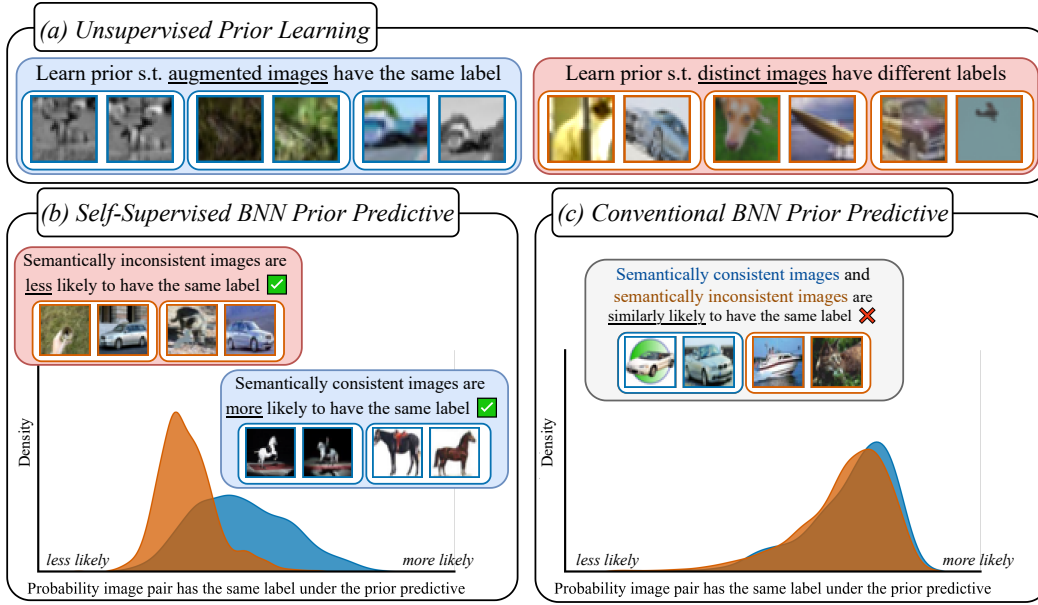 (a) Unsupervised Prior Learning
Learn prior s.t. augmented images have the same label
Learn prior s.t. distinct images have different labels
(b) Self-Supervised BNN Prior Predictive
Semantically inconsistent images are
less likely to have the same label
Semantically consistent images are
more likely to have the same label
Density
less likely
more likely
Probability image pair has the same label under the prior predictive
(c) Conventional BNN Prior Predictive
Semantically consistent images and
semantically inconsistent images are
similarly likely to have the same label
Density
less likely
more likely
Probability image pair has the same label under the prior predictive